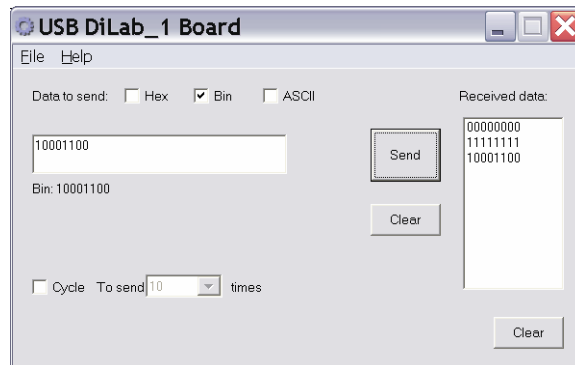 USB DiLab_1 Board
File Help
Data to send: Hex Bin ASCII
Received data:
10001100
Bin: 10001100
Send
Clear
00000000
11111111
10001100
Cycle To send 10 times
Clear